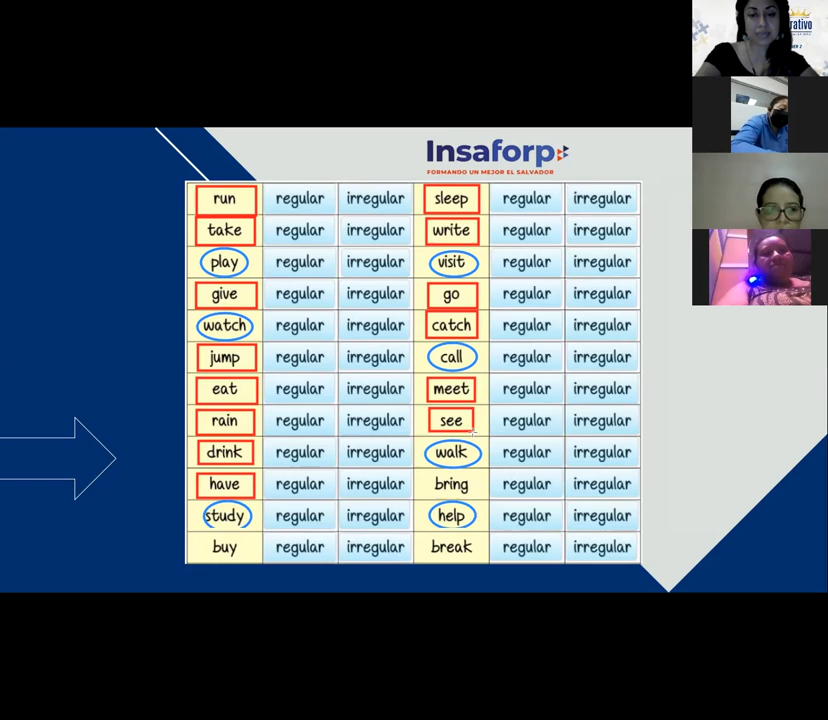 rativo
Insaforp
FORMANDO UN MEJOR EL SALVADOR
run regular irregular sleep regular irregular
take regular irregular write regular irregular
play regular irregular visit regular irregular
give regular irregular go regular irregular
watch regular irregular catch regular irregular
jump regular irregular call regular irregular
eat regular irregular meet regular irregular
rain regular irregular see regular irregular
drink regular irregular walk regular irregular
have regular irregular bring regular irregular
study regular irregular help regular irregular
buy regular irregular break regular irregular